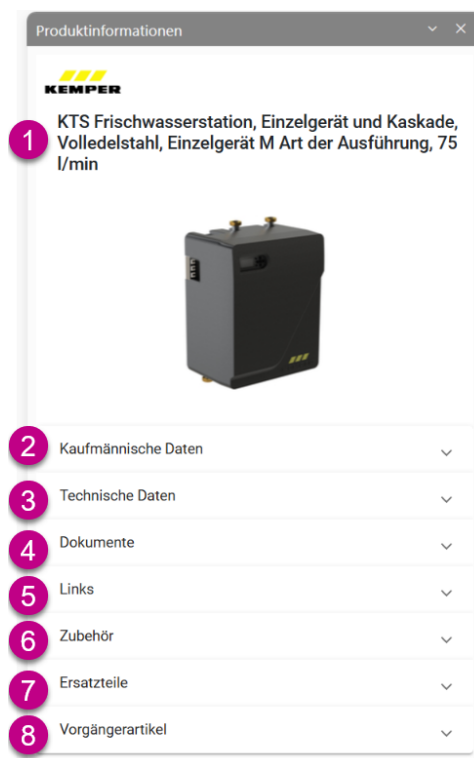 Produktinformationen
KEMPER
1 KTS Frischwasserstation, Einzelgerät und Kaskade,
Volledelstahl, Einzelgerät M Art der Ausführung, 75
l/min
2 Kaufmännische Daten
3 Technische Daten
4 Dokumente
5 Links
6 Zubehör
7 Ersatzteile
8 Vorgängerartikel